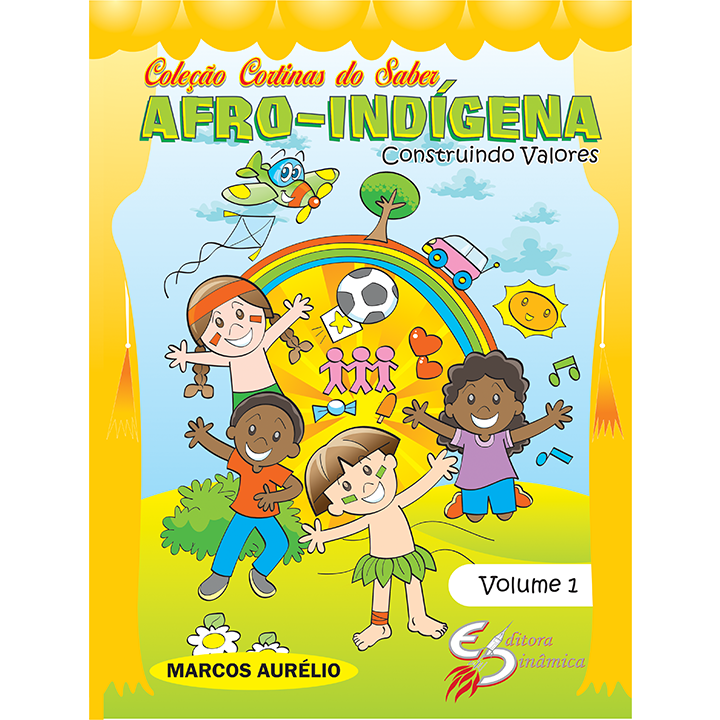 Coleção Cortinas do Saber
AFRO-INDÍGENA
Construindo Valores
Volume 1
Editora
Dinâmica
MARCOS AURÉLIO